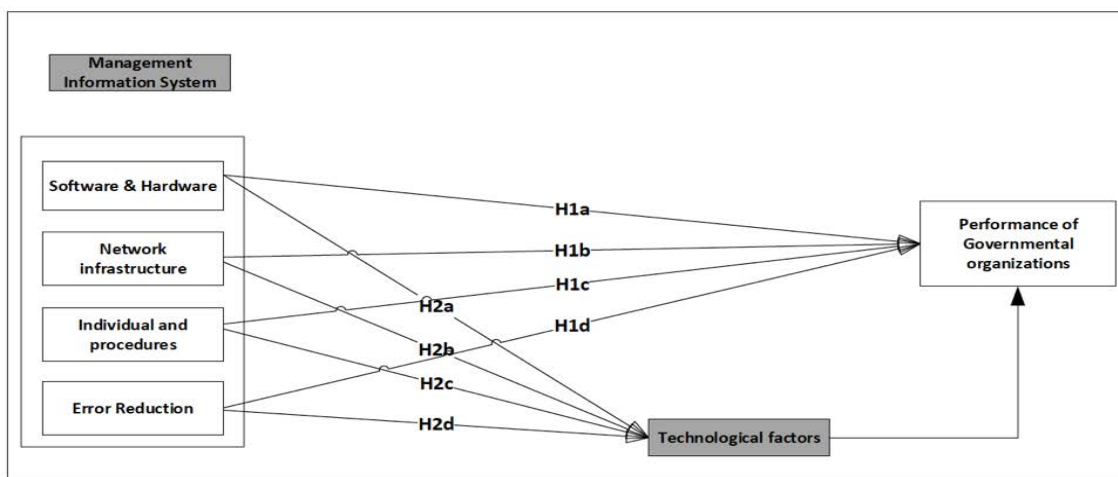 Management
Information System
Software & Hardware
Network
infrastructure
Individual and
procedures
Error Reduction
H1a
H1b
H1c
H1d
H2a
H2b
H2c
H2d
Technological factors
Performance of
Governmental
organizations